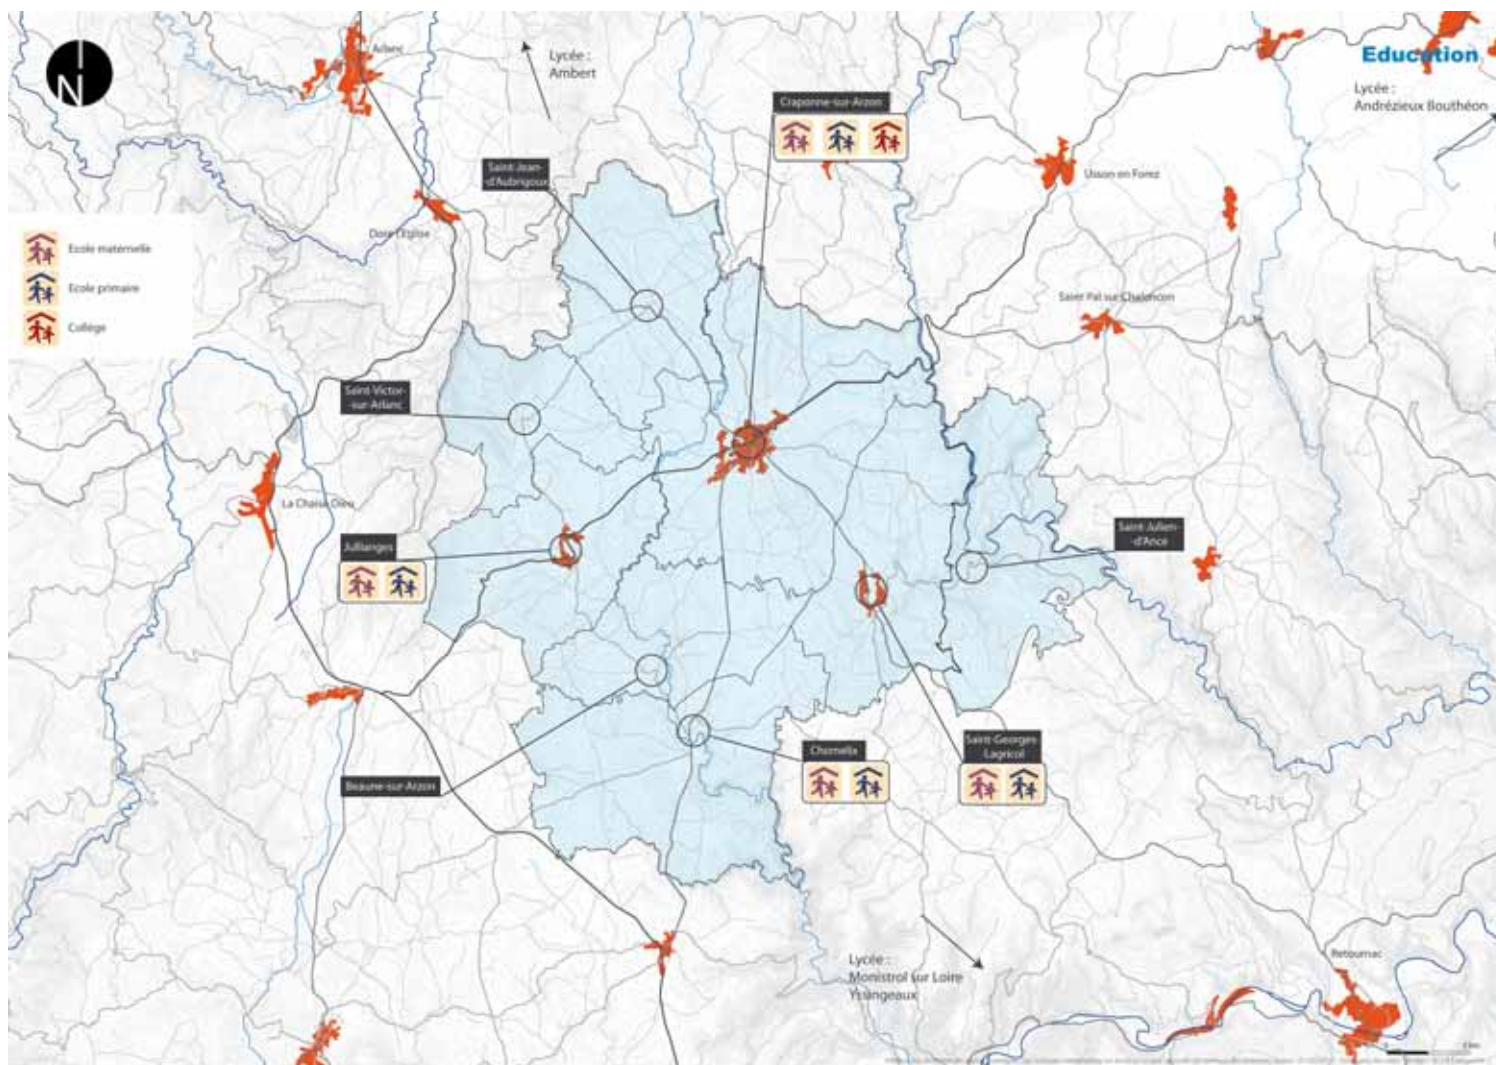 Education
N
Arlanc
Lycée :
Ambert
Lycée :
Andrézieux Bouthéon
Craponne-sur-Arzon
Saint-Jean-
-d'Aubrigoux
Usson en Forez
Dore l'Eglise
Ecole maternelle
Ecole primaire
Collége
Saint Pal sur Chalencon
Saint-Victor-
-sur-Arlanc
La Chaise Dieu
Saint-Julien-
-d'Ance
Jullianges
Saint-Georges
Lagricol
Chomelix
Beaune-sur-Arzon
Lycée :
Monistrol sur Loire
Yssingeaux
Retournac